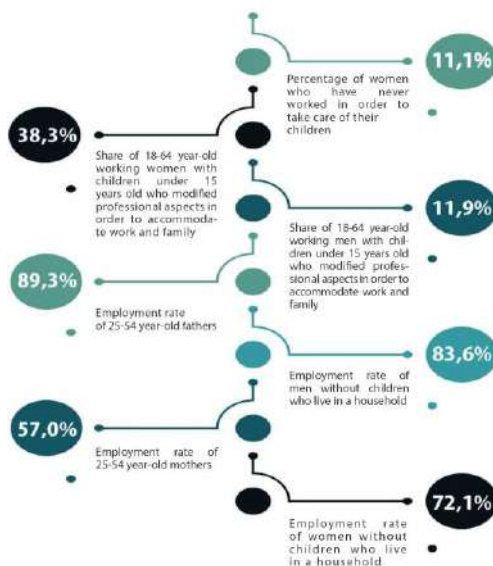 11,1%
Percentage of women
who have never
worked in order to
take care of their
children
38,3%
Share of 18-64 year-old
working women with
children under 15
years old who modified
professional aspects in
order to accommoda-
te work and family
11,9%
Share of 18-64 year-old
working men with chil-
dren under 15 years old
who modified profes-
sional aspects in order to
accommodate work and
family
89,3%
Employment rate
of 25-54 year-old fathers
83,6%
Employment rate of
men without children
who live in a household
57,0%
Employment rate of
25-54 year-old mothers
72,1%
Employment rate
of women without
children who live
in a household